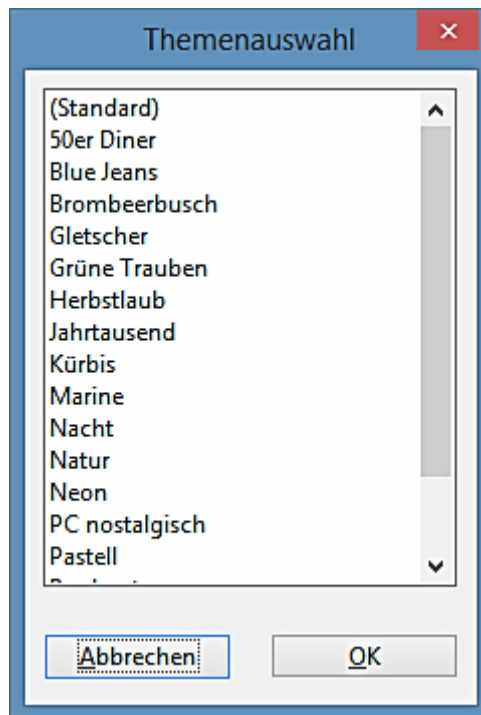 Themenauswahl
(Standard)
50er Diner
Blue Jeans
Brombeerbusch
Gletscher
Grüne Trauben
Herbstlaub
Jahrtausend
Kürbis
Marine
Nacht
Natur
Neon
PC nostalgisch
Pastell
Abbrechen
OK